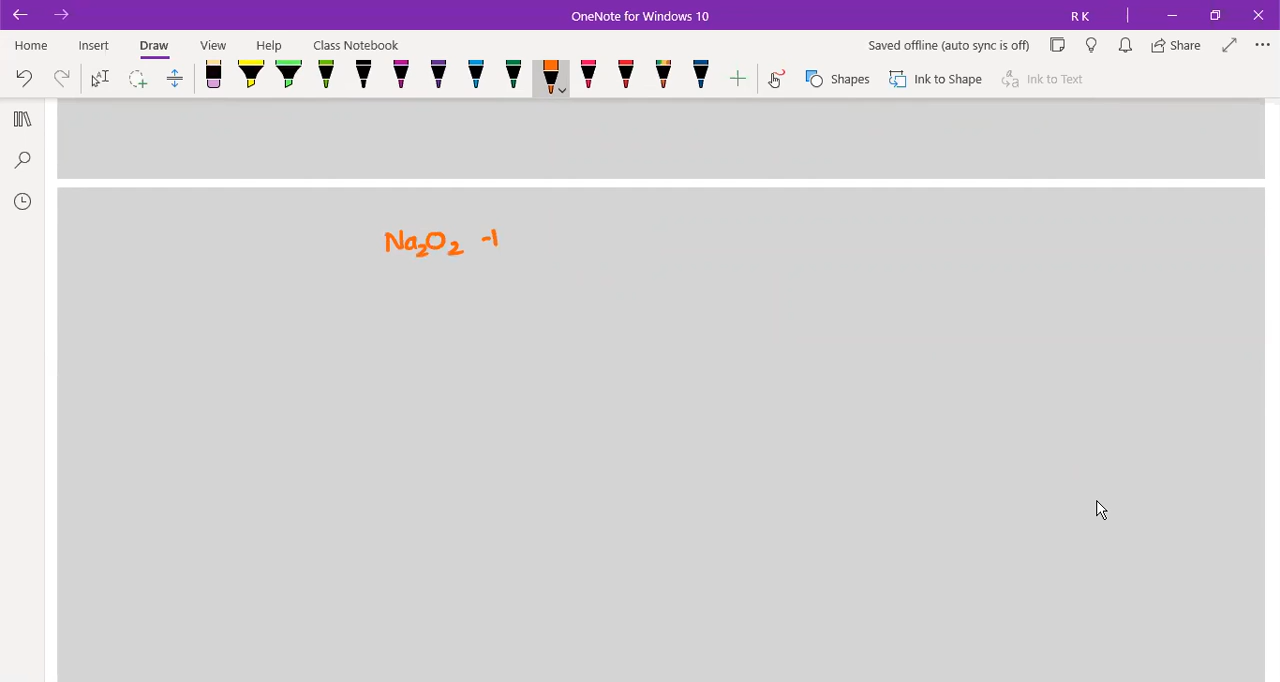 OneNote for Windows 10 R K
Home Insert Draw View Help Class Notebook Saved offline (auto sync is off) Share
Shapes Ink to Shape Ink to Text
Na₂O₂ -1